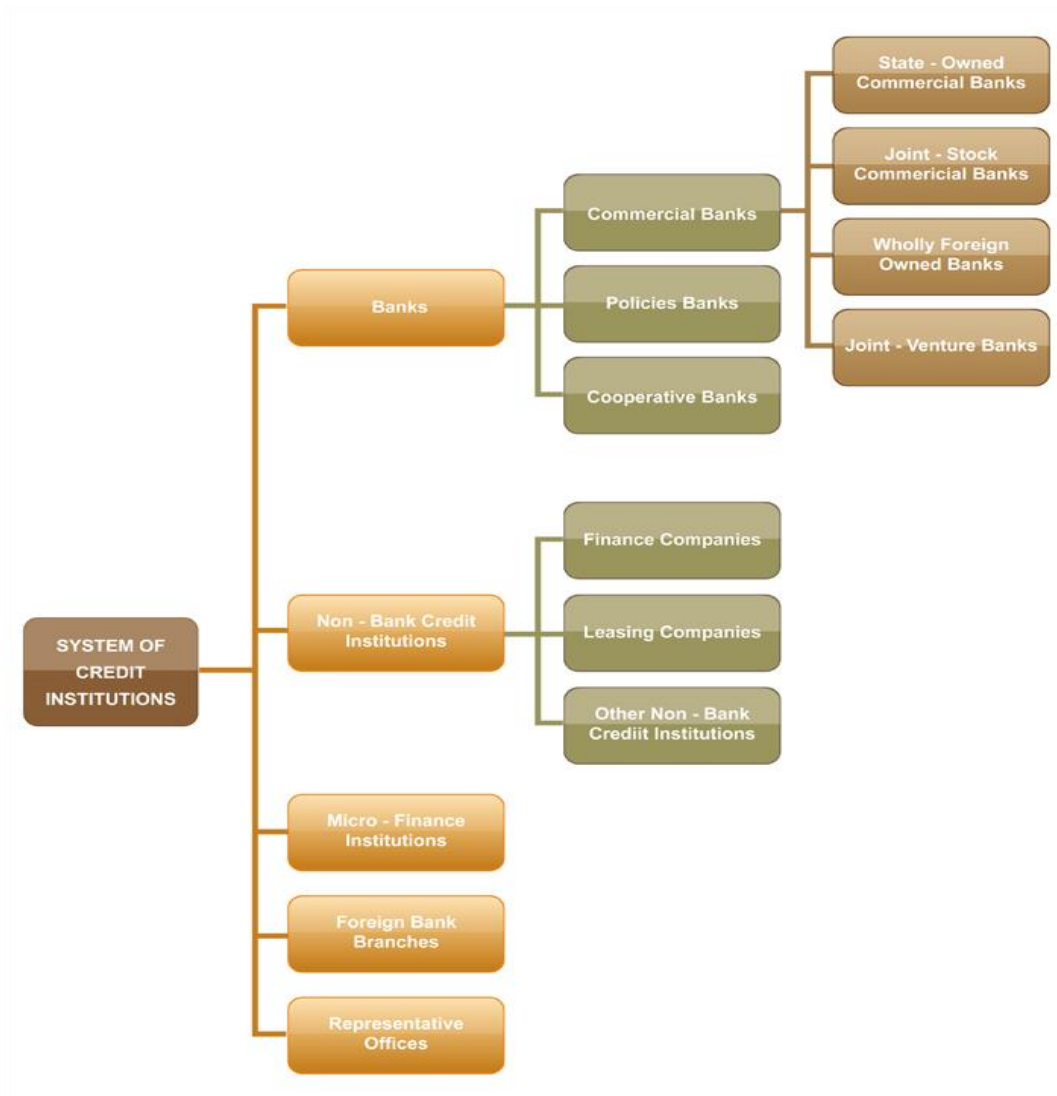 State - Owned
Commercial Banks
Joint - Stock
Commericial Banks
Commercial Banks
Wholly Foreign
Owned Banks
Banks
Policies Banks
Joint - Venture Banks
Cooperative Banks
Finance Companies
Non - Bank Credit
Institutions
Leasing Companies
SYSTEM OF
CREDIT
INSTITUTIONS
Other Non - Bank
Crediit Institutions
Micro - Finance
Institutions
Foreign Bank
Branches
Representative
Offices